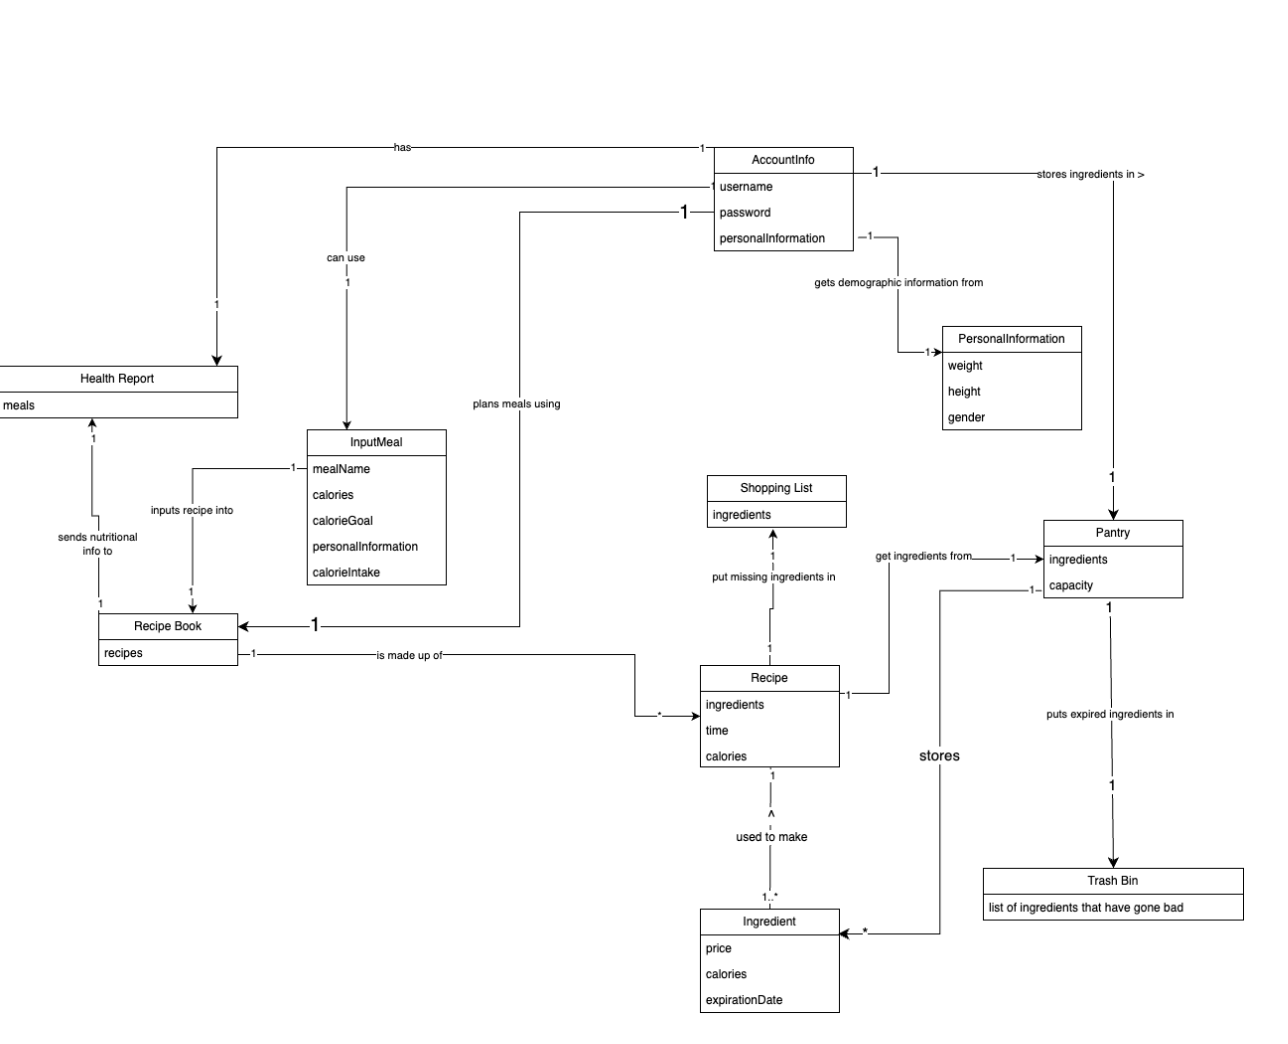 has
1
AccountInfo
username
password
personalInformation
1
1
1
stores ingredients in >
1
can use
1
gets demographic information from
1
1
PersonalInformation
weight
height
gender
Health Report
meals
plans meals using
1
InputMeal
mealName
calories
calorieGoal
personalInformation
calorieIntake
1
1
Shopping List
ingredients
inputs recipe into
sends nutritional
info to
1
Pantry
ingredients
capacity
get ingredients from
1
1
put missing ingredients in
1
1
1
1
Recipe Book
recipes
1
1
is made up of
*
1
Recipe
ingredients
time
calories
1
1
puts expired ingredients in
stores
1
1
^
used to make
1..*
Trash Bin
list of ingredients that have gone bad
Ingredient
price
calories
expirationDate
*